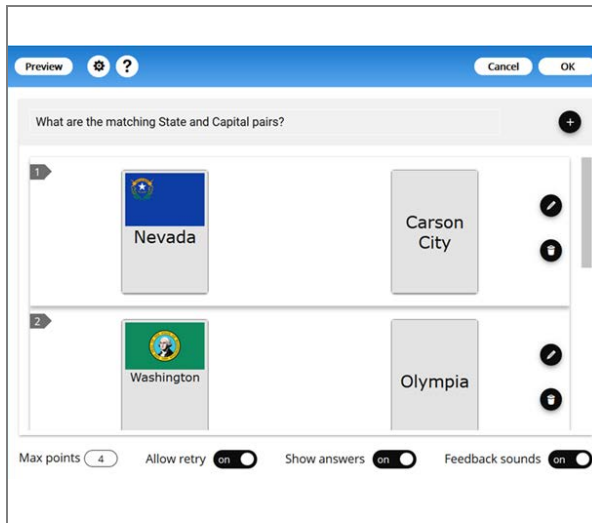 Preview ? Cancel OK
What are the matching State and Capital pairs?
+
1
Nevada
Carson
City
2
Washington
Olympia
Max points 4 Allow retry on Show answers on Feedback sounds on